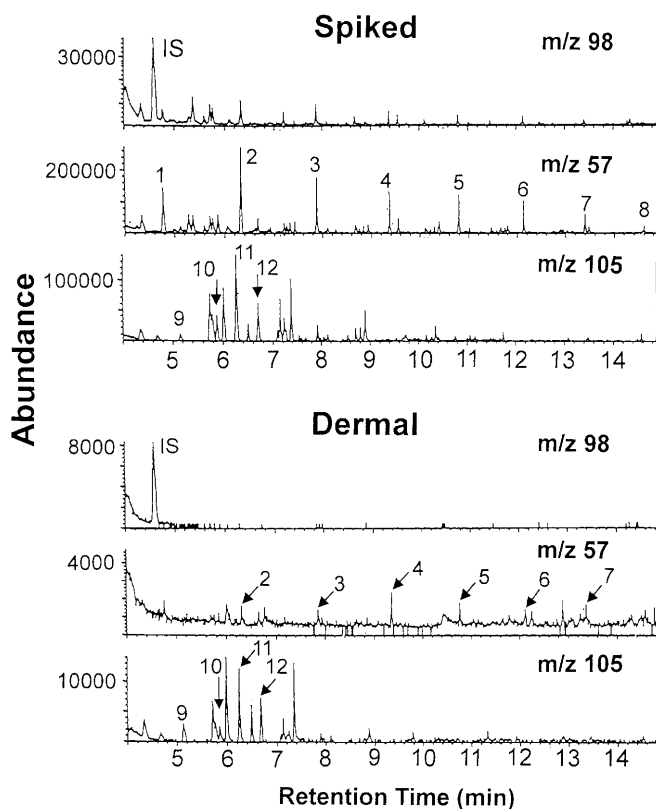 Spiked
m/z 98
IS
30000
m/z 57
200000
1 2 3 4 5 6 7 8
m/z 105
100000
9 10 11 12
5 6 7 8 9 10 11 12 13 14
Abundance
Dermal
m/z 98
8000
IS
m/z 57
4000
2 3 4 5 6 7
m/z 105
10000
9 10 11 12
5 6 7 8 9 10 11 12 13 14
Retention Time (min)